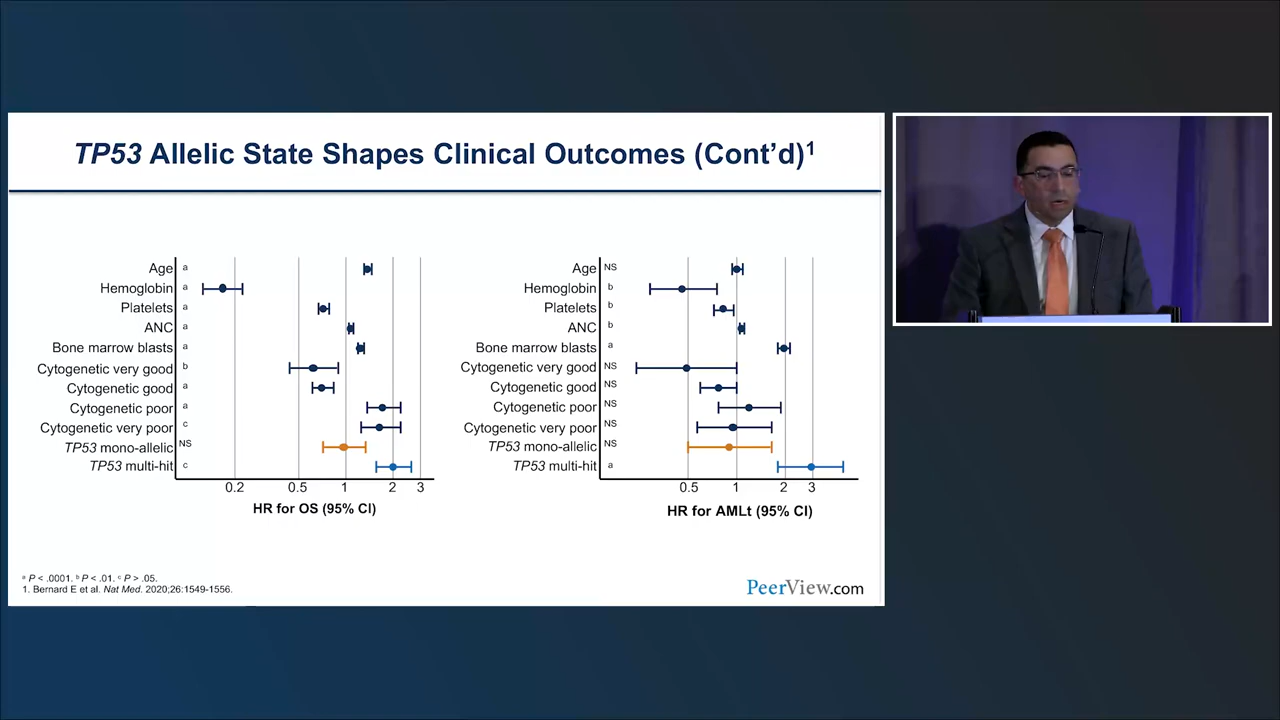 TP53 Allelic State Shapes Clinical Outcomes (Cont’d)¹
Age a
Hemoglobin a
Platelets a
ANC a
Bone marrow blasts a
Cytogenetic very good b
Cytogenetic good a
Cytogenetic poor a
Cytogenetic very poor c
TP53 mono-allelic NS
TP53 multi-hit c
0.2 0.5 1 2 3
HR for OS (95% CI)
Age NS
Hemoglobin b
Platelets b
ANC b
Bone marrow blasts a
Cytogenetic very good NS
Cytogenetic good NS
Cytogenetic poor NS
Cytogenetic very poor NS
TP53 mono-allelic NS
TP53 multi-hit a
0.5 1 2 3
HR for AMLt (95% CI)
ᵃ P < .0001. ᵇ P < .01. ᶜ P > .05.
1. Bernard E et al. Nat Med. 2020;26:1549-1556.
PeerView.com